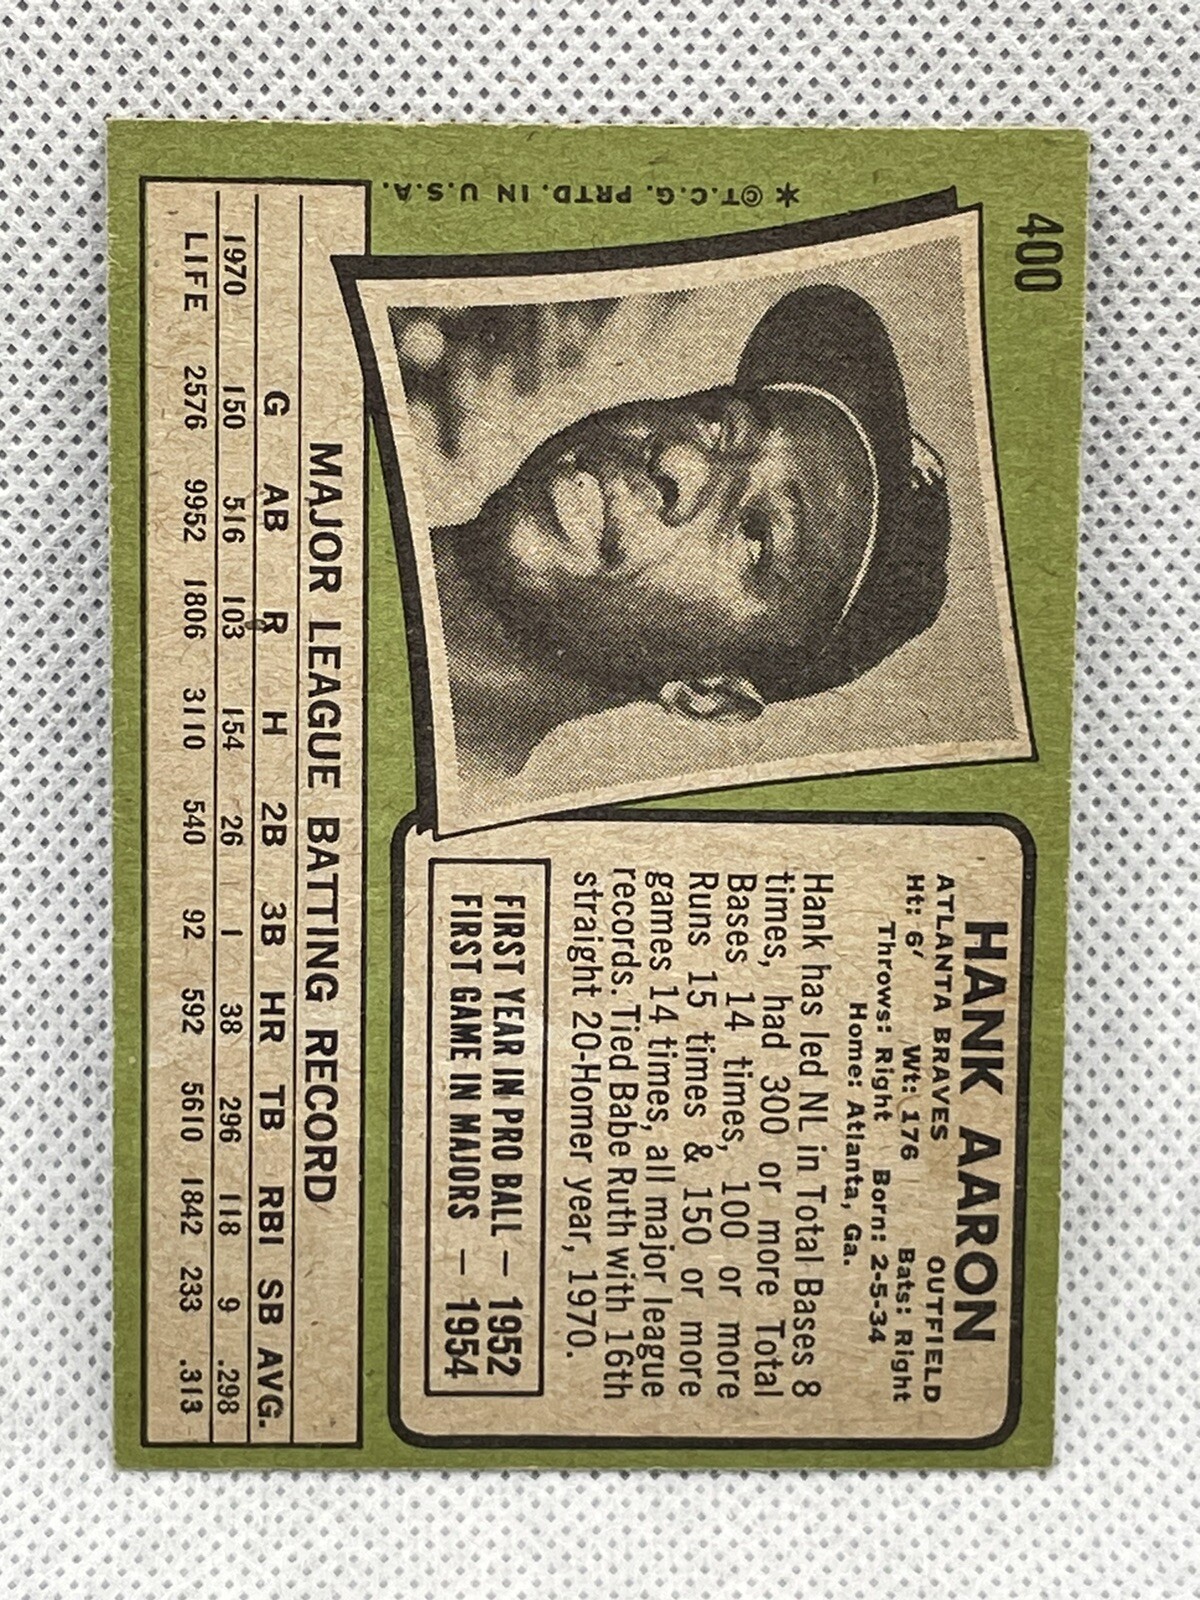 400
HANK AARON
ATLANTA BRAVES OUTFIELD
Ht: 6' Wt: 176 Bats: Right
Throws: Right Born: 2-5-34
Home: Atlanta, Ga.
Hank has led NL in Total Bases 8
times, had 300 or more Total
Bases 14 times, 100 or more
Runs 15 times & 150 or more
games 14 times, all major league
records. Tied Babe Ruth with 16th
straight 20-Homer year, 1970.
FIRST YEAR IN PRO BALL — 1952
FIRST GAME IN MAJORS — 1954
*©T.C.G. PRTD. IN U.S.A.
MAJOR LEAGUE BATTING RECORD
G AB R H 2B 3B HR TB RBI SB AVG.
1970 150 516 103 154 26 1 38 296 118 9 .298
LIFE 2576 9952 1806 3110 540 92 592 5610 1842 233 .313